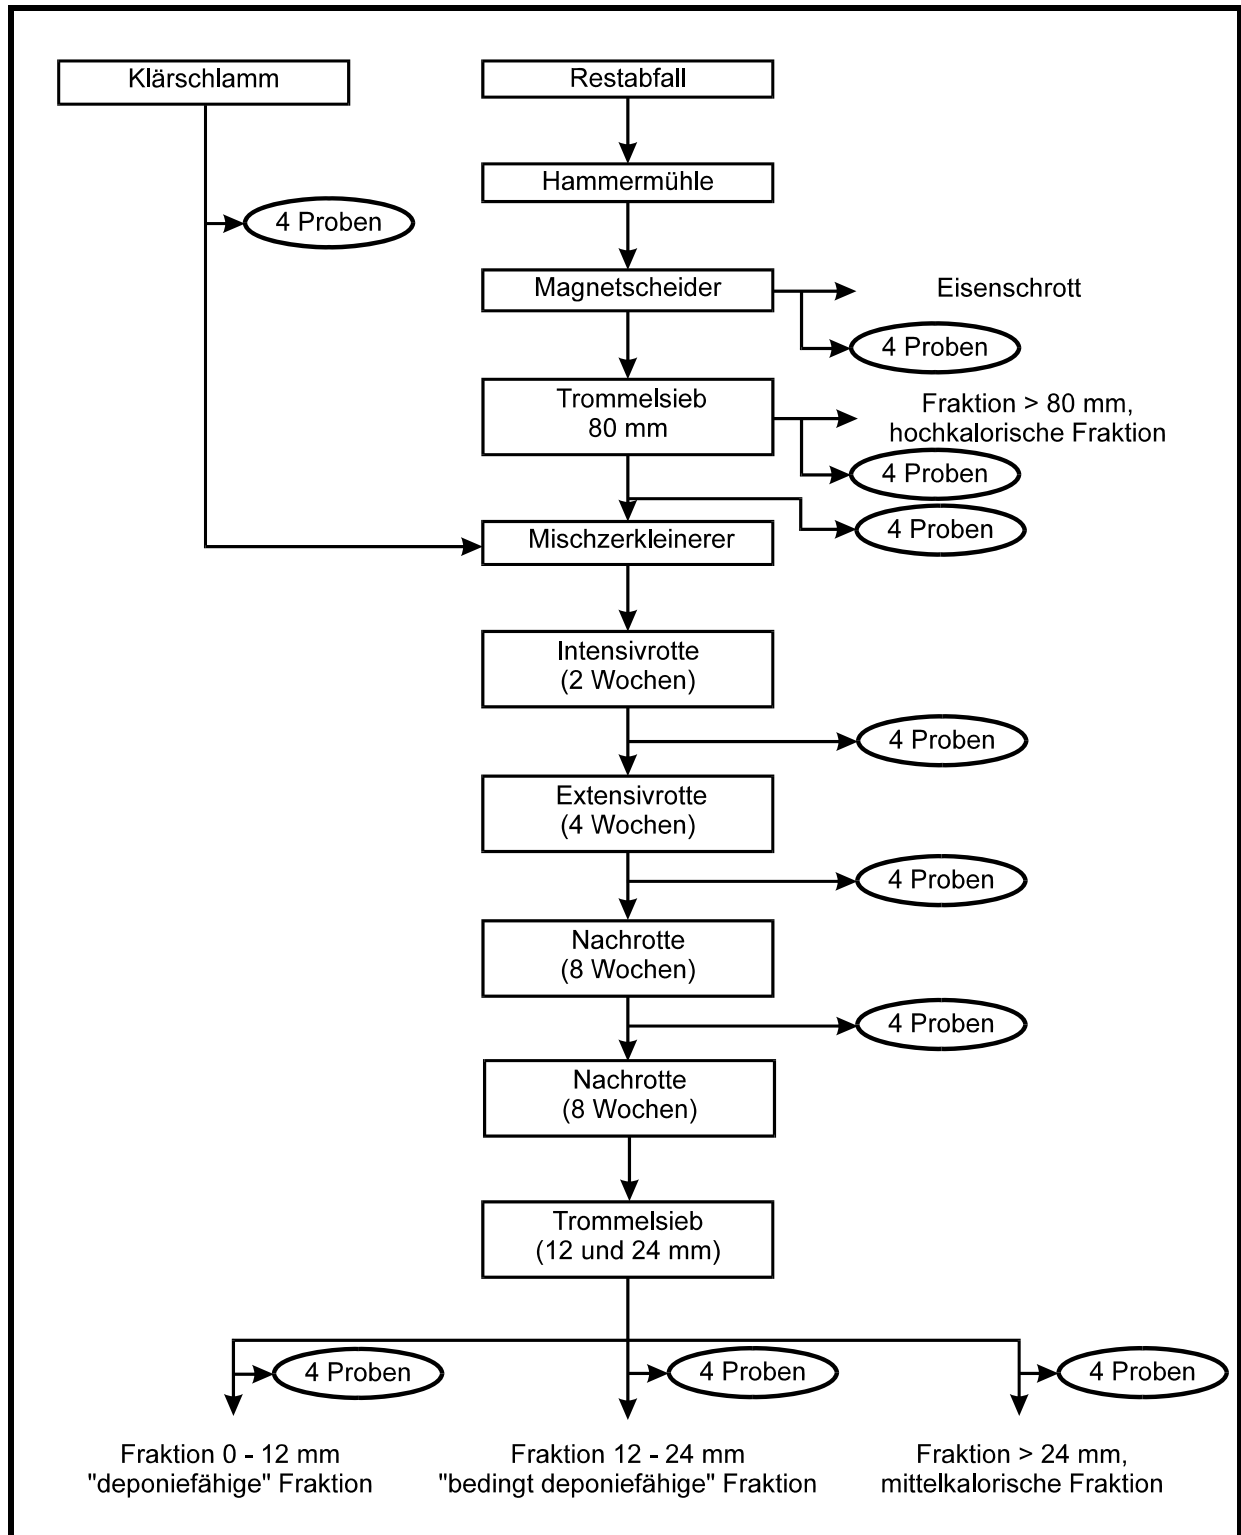 Klärschlamm
Restabfall
Hammermühle
4 Proben
Magnetscheider
Eisenschrott
4 Proben
Trommelsieb
80 mm
Fraktion > 80 mm,
hochkalorische Fraktion
4 Proben
4 Proben
Mischzerkleinerer
Intensivrotte
(2 Wochen)
4 Proben
Extensivrotte
(4 Wochen)
4 Proben
Nachrotte
(8 Wochen)
4 Proben
Nachrotte
(8 Wochen)
Trommelsieb
(12 und 24 mm)
4 Proben
4 Proben
4 Proben
Fraktion 0 - 12 mm
"deponiefähige" Fraktion
Fraktion 12 - 24 mm
"bedingt deponiefähige" Fraktion
Fraktion > 24 mm,
mittelkalorische Fraktion